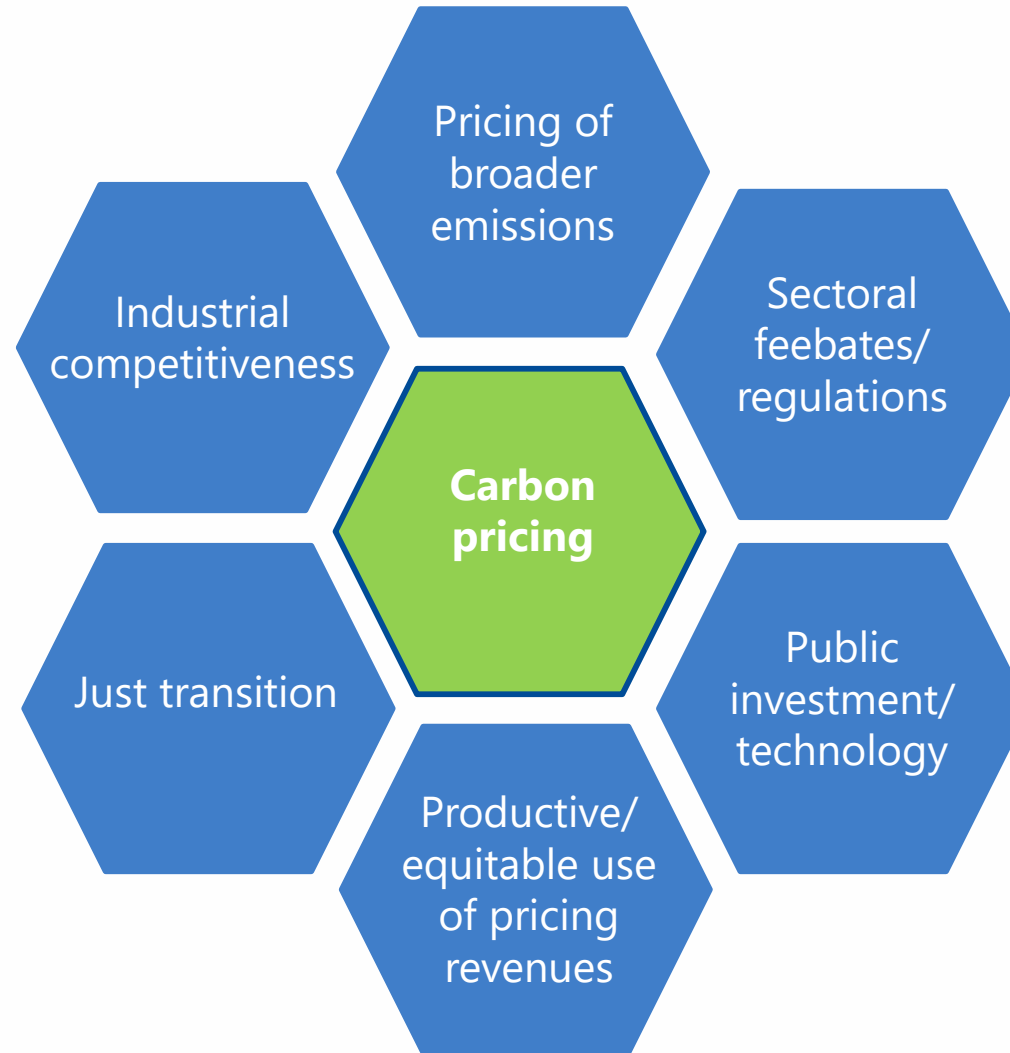 Pricing of
broader
emissions
Sectoral
feebates/
regulations
Industrial
competitiveness
Carbon
pricing
Public
investment/
technology
Just transition
Productive/
equitable use
of pricing
revenues